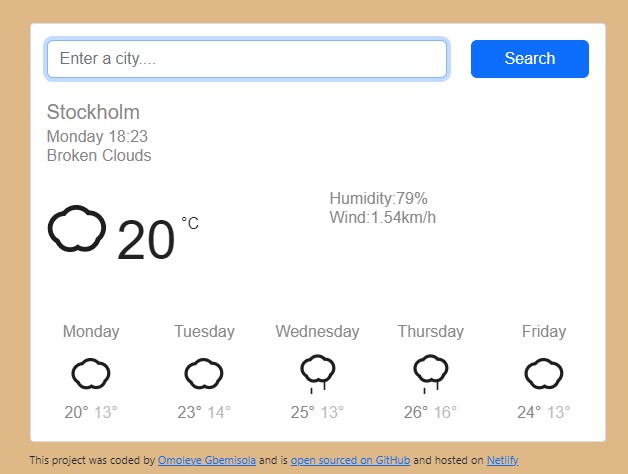 Enter a city....
Search
Stockholm
Monday 18:23
Broken Clouds
20 °C
Humidity:79%
Wind:1.54km/h
Monday Tuesday Wednesday Thursday Friday
20° 13° 23° 14° 25° 13° 26° 16° 24° 13°
This project was coded by Omoleye Gbemisola and is open sourced on GitHub and hosted on Netlify